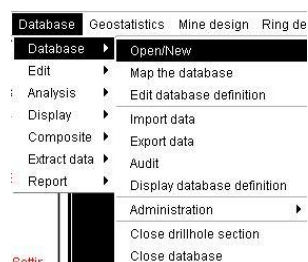 Database Geostatistics Mine design Ring de
Database
Edit
Analysis
Display
Composite
Extract data
Report
Open/New
Map the database
Edit database definition
Import data
Export data
Audit
Display database definition
Administration
Close drillhole section
Close database